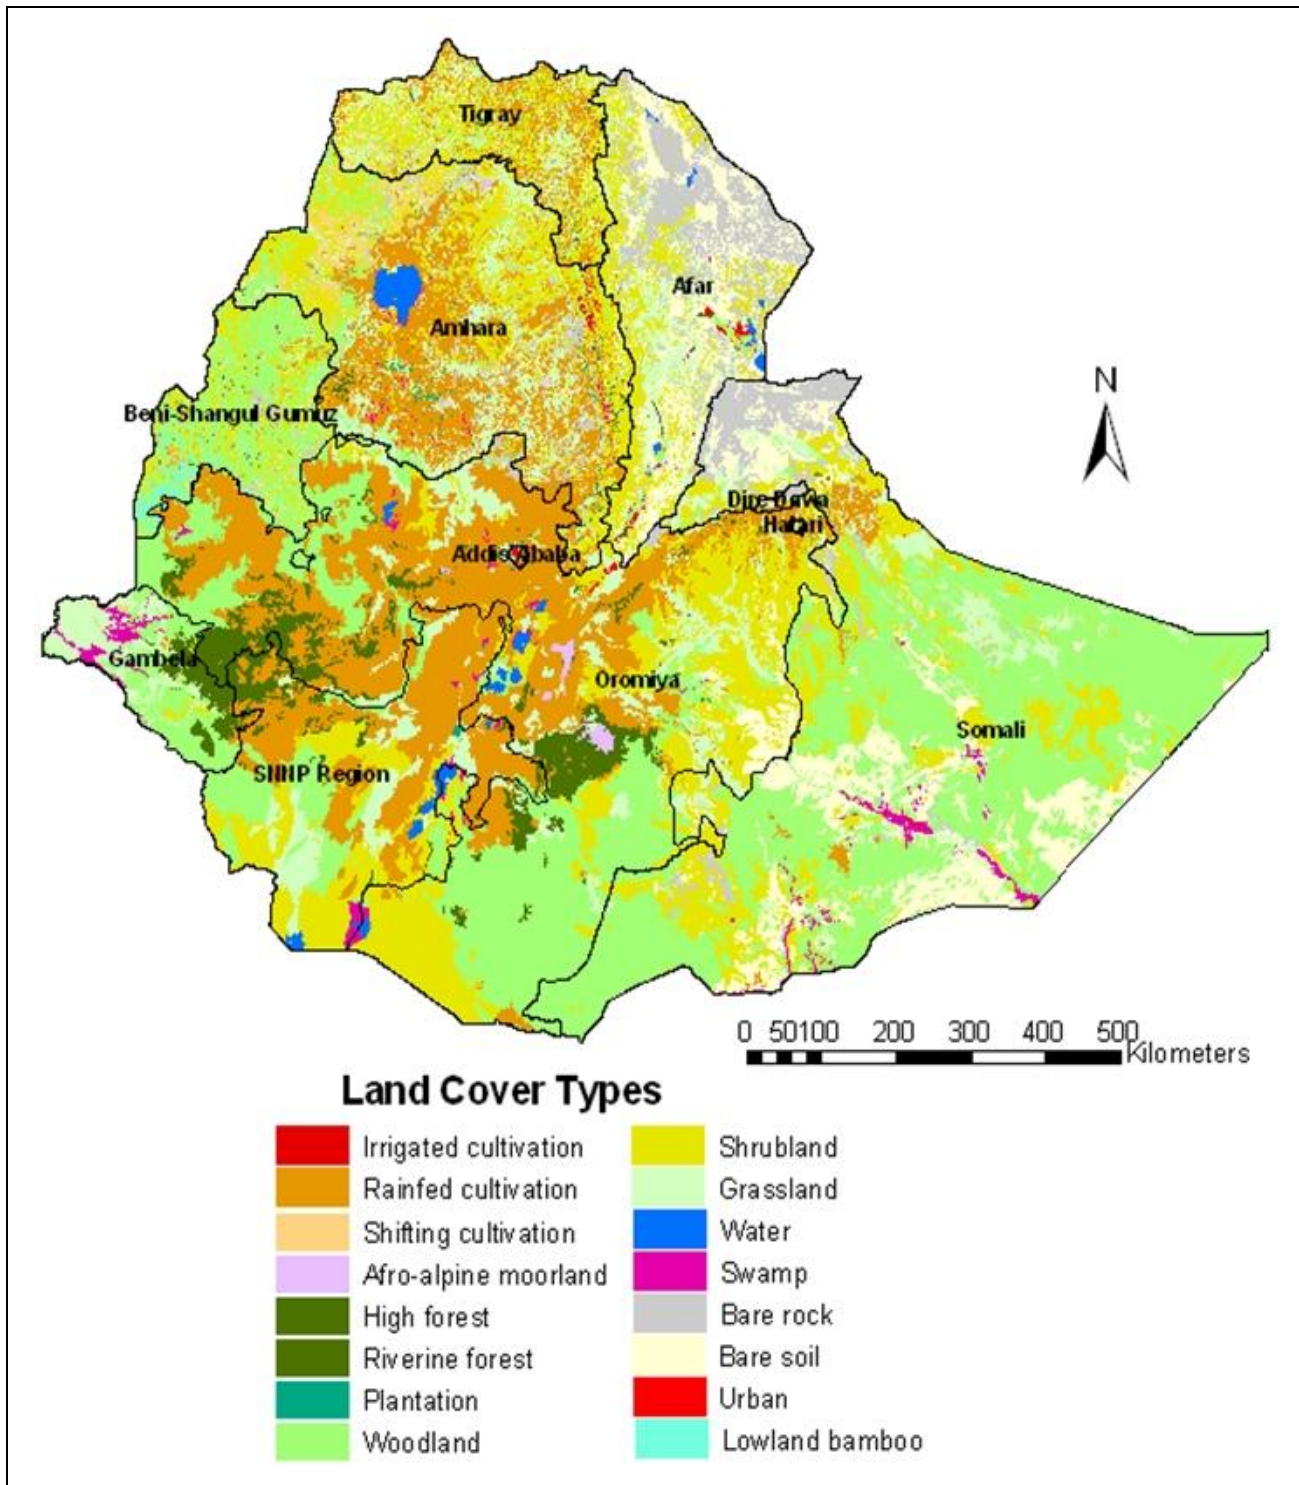 Tigray
Afar
Amhara
N
Beni-Shangul Gumuz
Dire Dawa
Harari
Addis Ababa
Gambela
Oromiya
Somali
SNNP Region
0 50100 200 300 400 500
Kilometers
Land Cover Types
Irrigated cultivation
Rainfed cultivation
Shifting cultivation
Afro-alpine moorland
High forest
Riverine forest
Plantation
Woodland
Shrubland
Grassland
Water
Swamp
Bare rock
Bare soil
Urban
Lowland bamboo